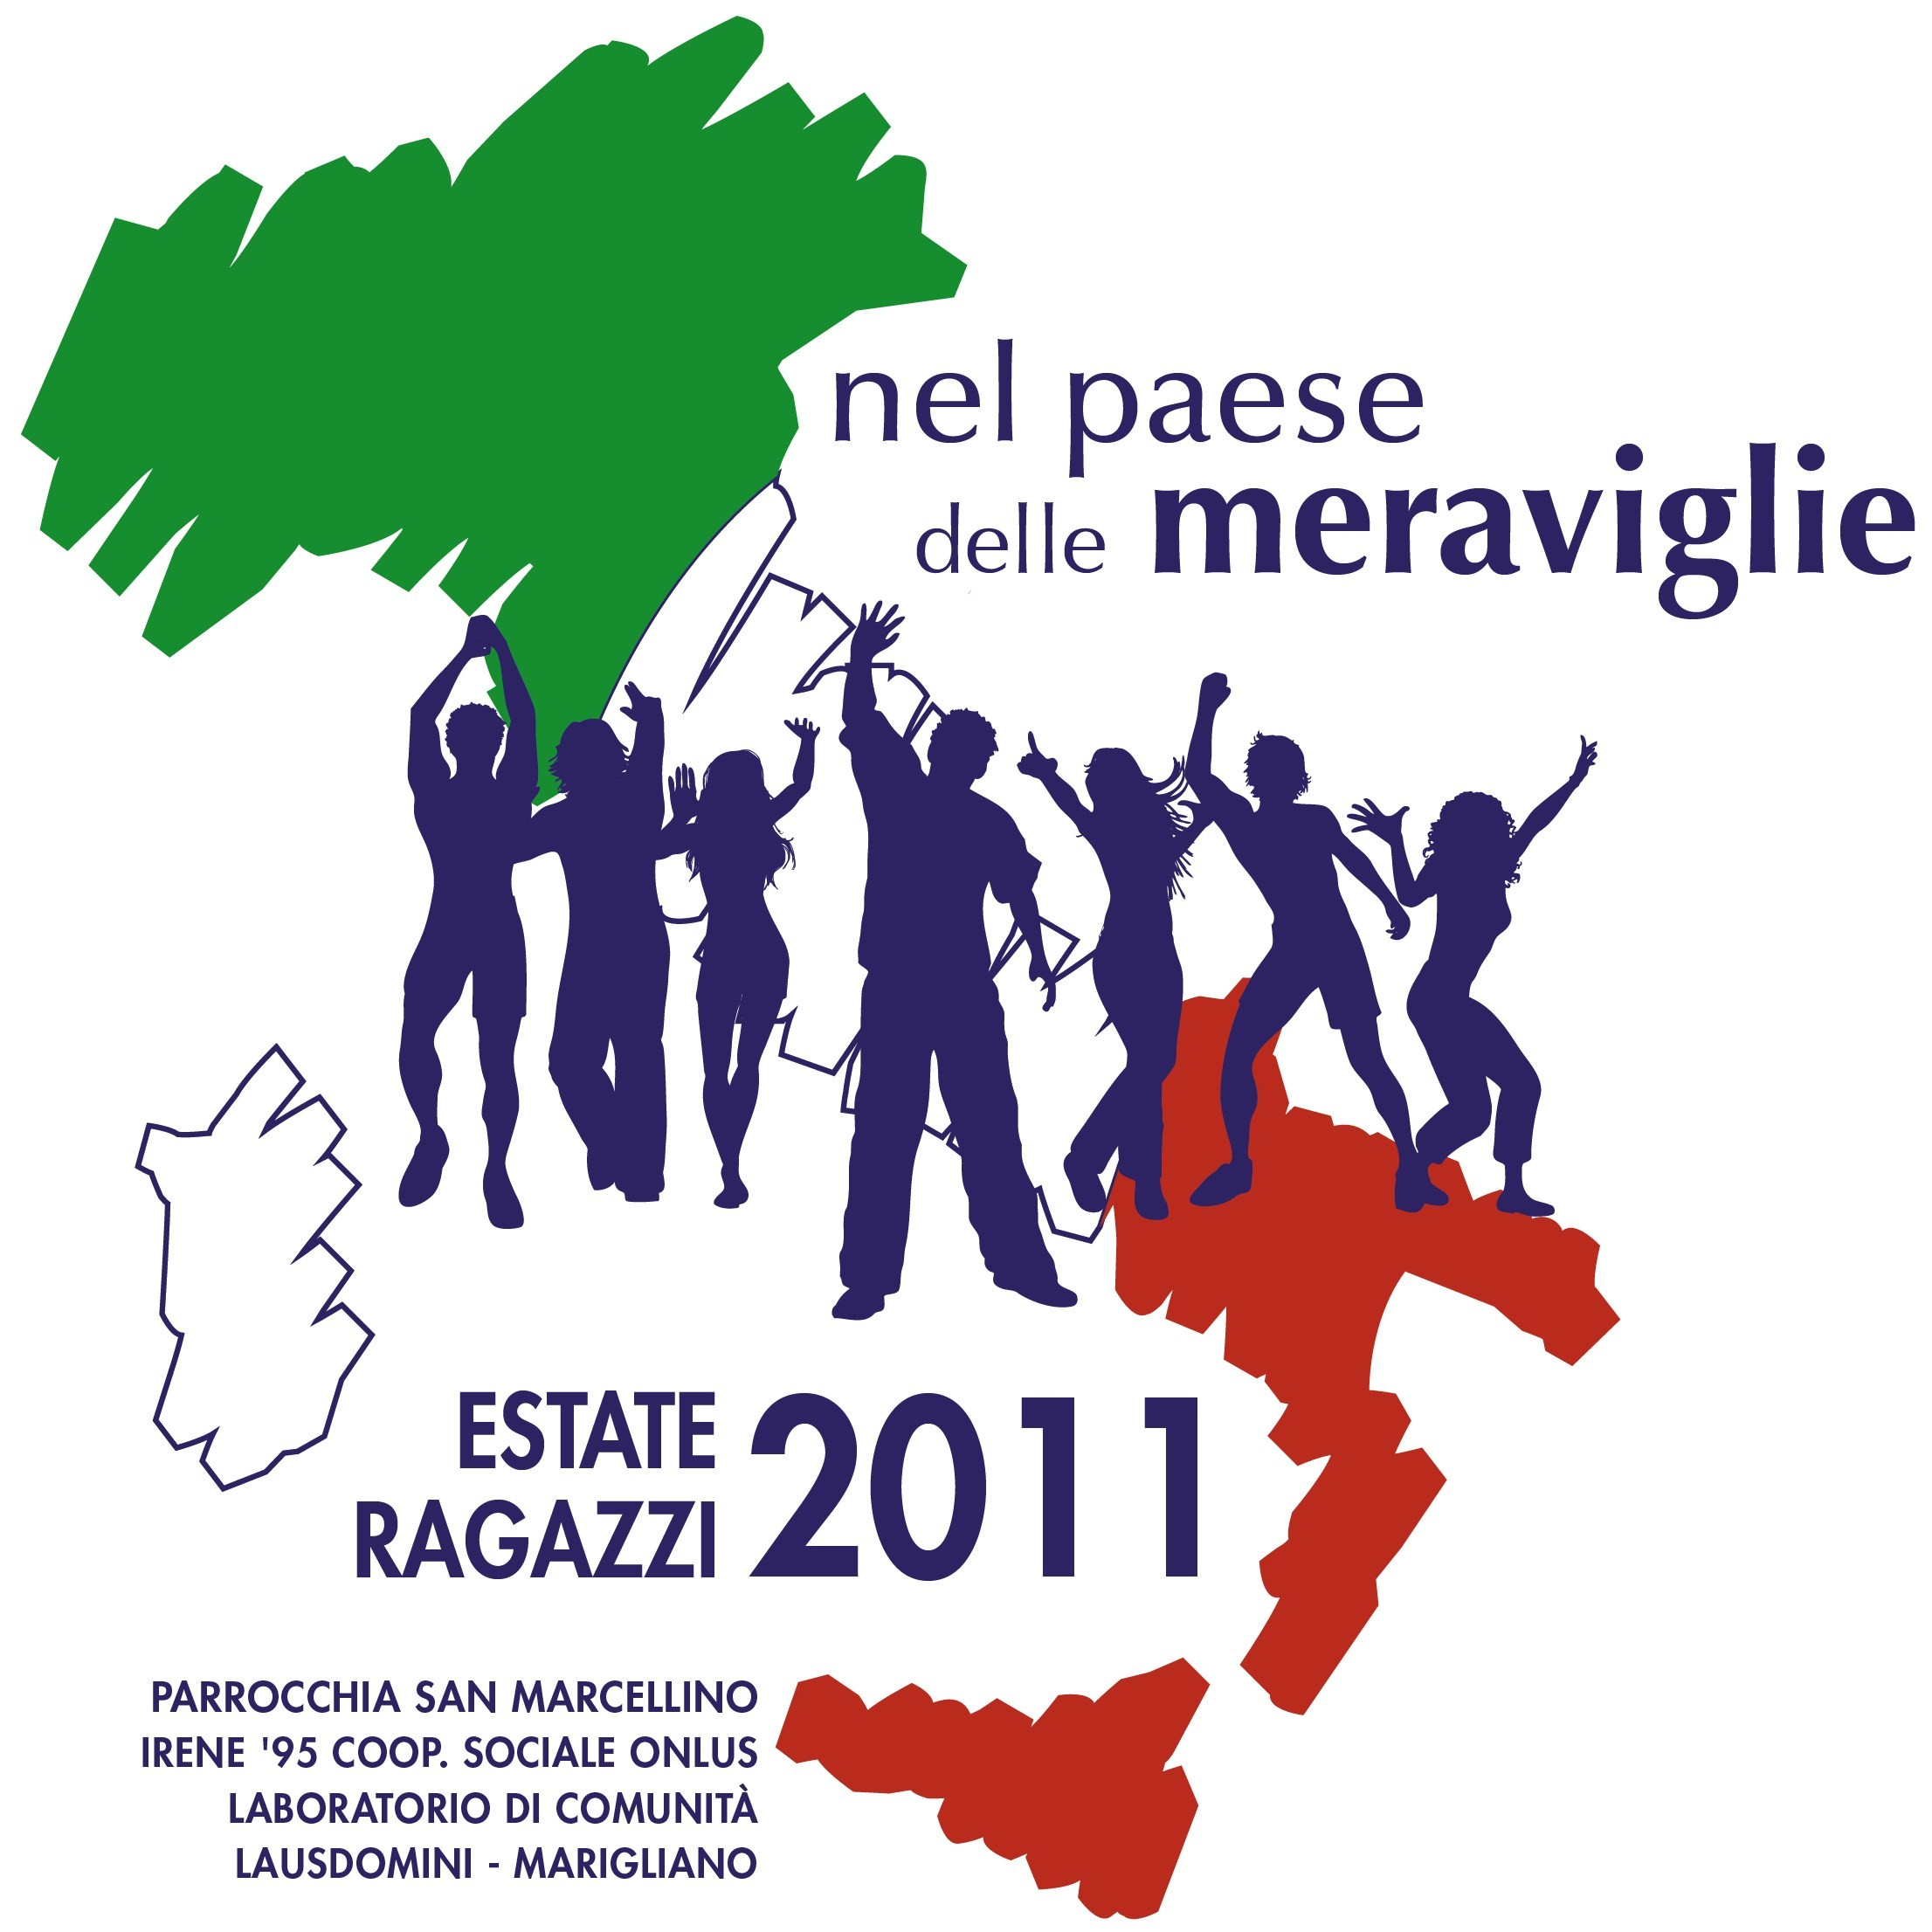 nel paese
delle meraviglie
ESTATE
RAGAZZI 2011
PARROCCHIA SAN MARCELLINO
IRENE '95 COOP. SOCIALE ONLUS
LABORATORIO DI COMUNITÀ
LAUSDOMINI - MARIGLIANO